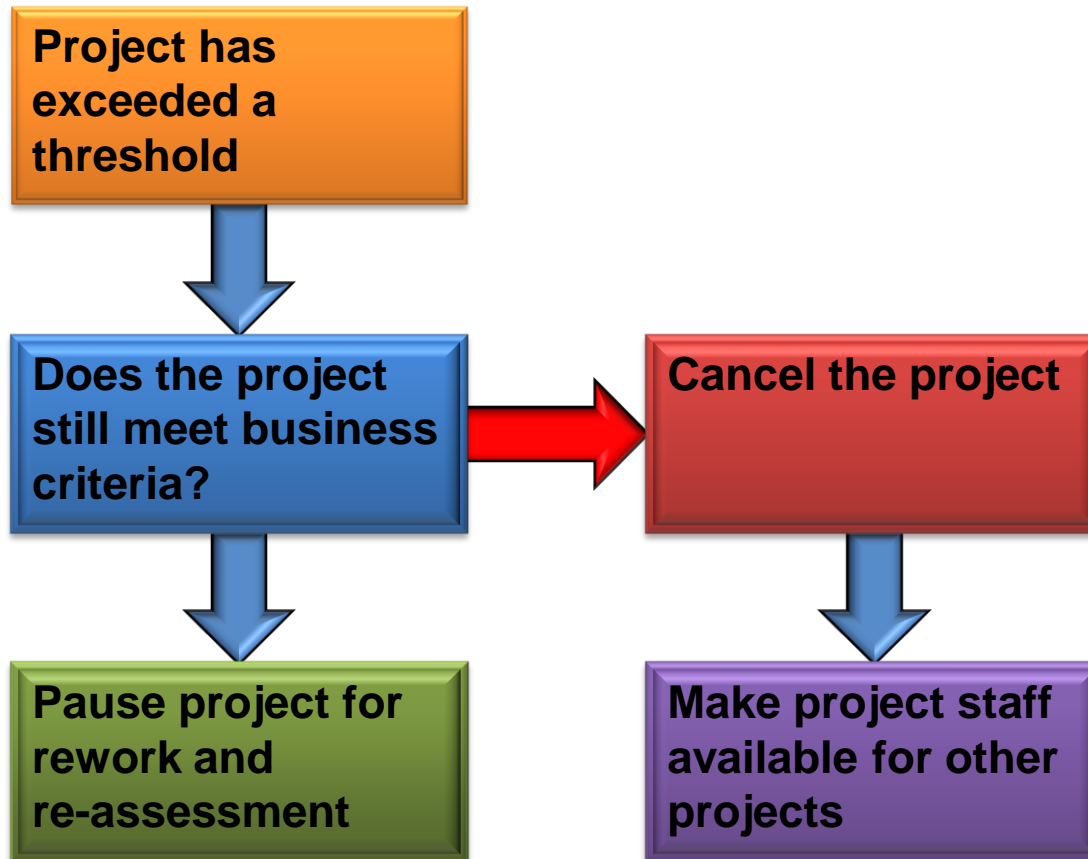 Project has
exceeded a
threshold
Does the project
still meet business
criteria?
Cancel the project
Pause project for
rework and
re-assessment
Make project staff
available for other
projects